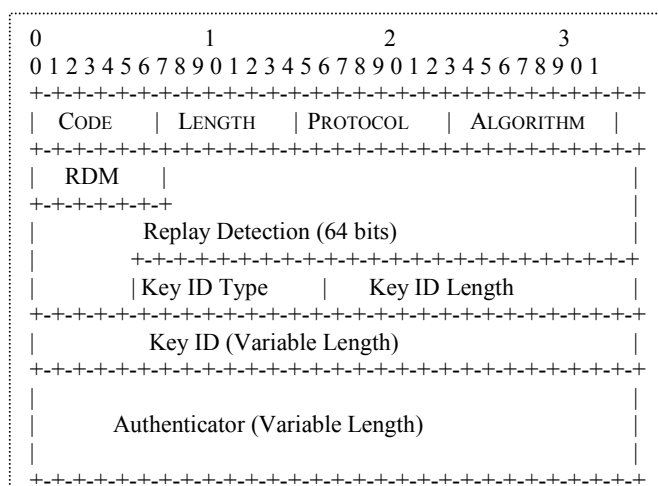 0 1 2 3
0 1 2 3 4 5 6 7 8 9 0 1 2 3 4 5 6 7 8 9 0 1 2 3 4 5 6 7 8 9 0 1
+-+-+-+-+-+-+-+-+-+-+-+-+-+-+-+-+-+-+-+-+-+-+-+-+-+-+-+-+-+-+-+-+
| CODE | LENGTH | PROTOCOL | ALGORITHM |
+-+-+-+-+-+-+-+-+-+-+-+-+-+-+-+-+-+-+-+-+-+-+-+-+-+-+-+-+-+-+-+-+
| RDM | |
+-+-+-+-+-+-+-+ |
| Replay Detection (64 bits) |
| +-+-+-+-+-+-+-+-+-+-+-+-+-+-+-+-+-+-+-+-+-+-+-+-+
| | Key ID Type | Key ID Length |
+-+-+-+-+-+-+-+-+-+-+-+-+-+-+-+-+-+-+-+-+-+-+-+-+-+-+-+-+-+-+-+-+
| Key ID (Variable Length) |
+-+-+-+-+-+-+-+-+-+-+-+-+-+-+-+-+-+-+-+-+-+-+-+-+-+-+-+-+-+-+-+-+
| |
| Authenticator (Variable Length) |
| |
+-+-+-+-+-+-+-+-+-+-+-+-+-+-+-+-+-+-+-+-+-+-+-+-+-+-+-+-+-+-+-+-+